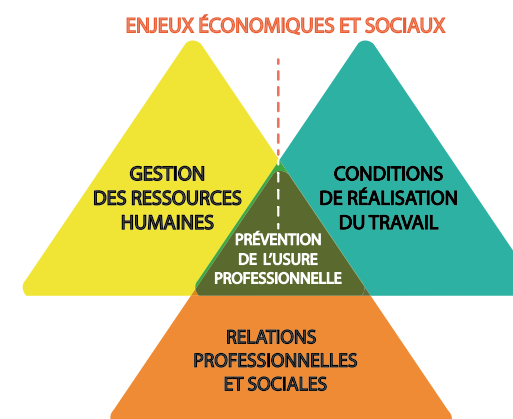 ENJEUX ÉCONOMIQUES ET SOCIAUX
GESTION
DES RESSOURCES
HUMAINES
CONDITIONS
DE RÉALISATION
DU TRAVAIL
PRÉVENTION
DE L'USURE
PROFESSIONNELLE
RELATIONS
PROFESSIONNELLES
ET SOCIALES